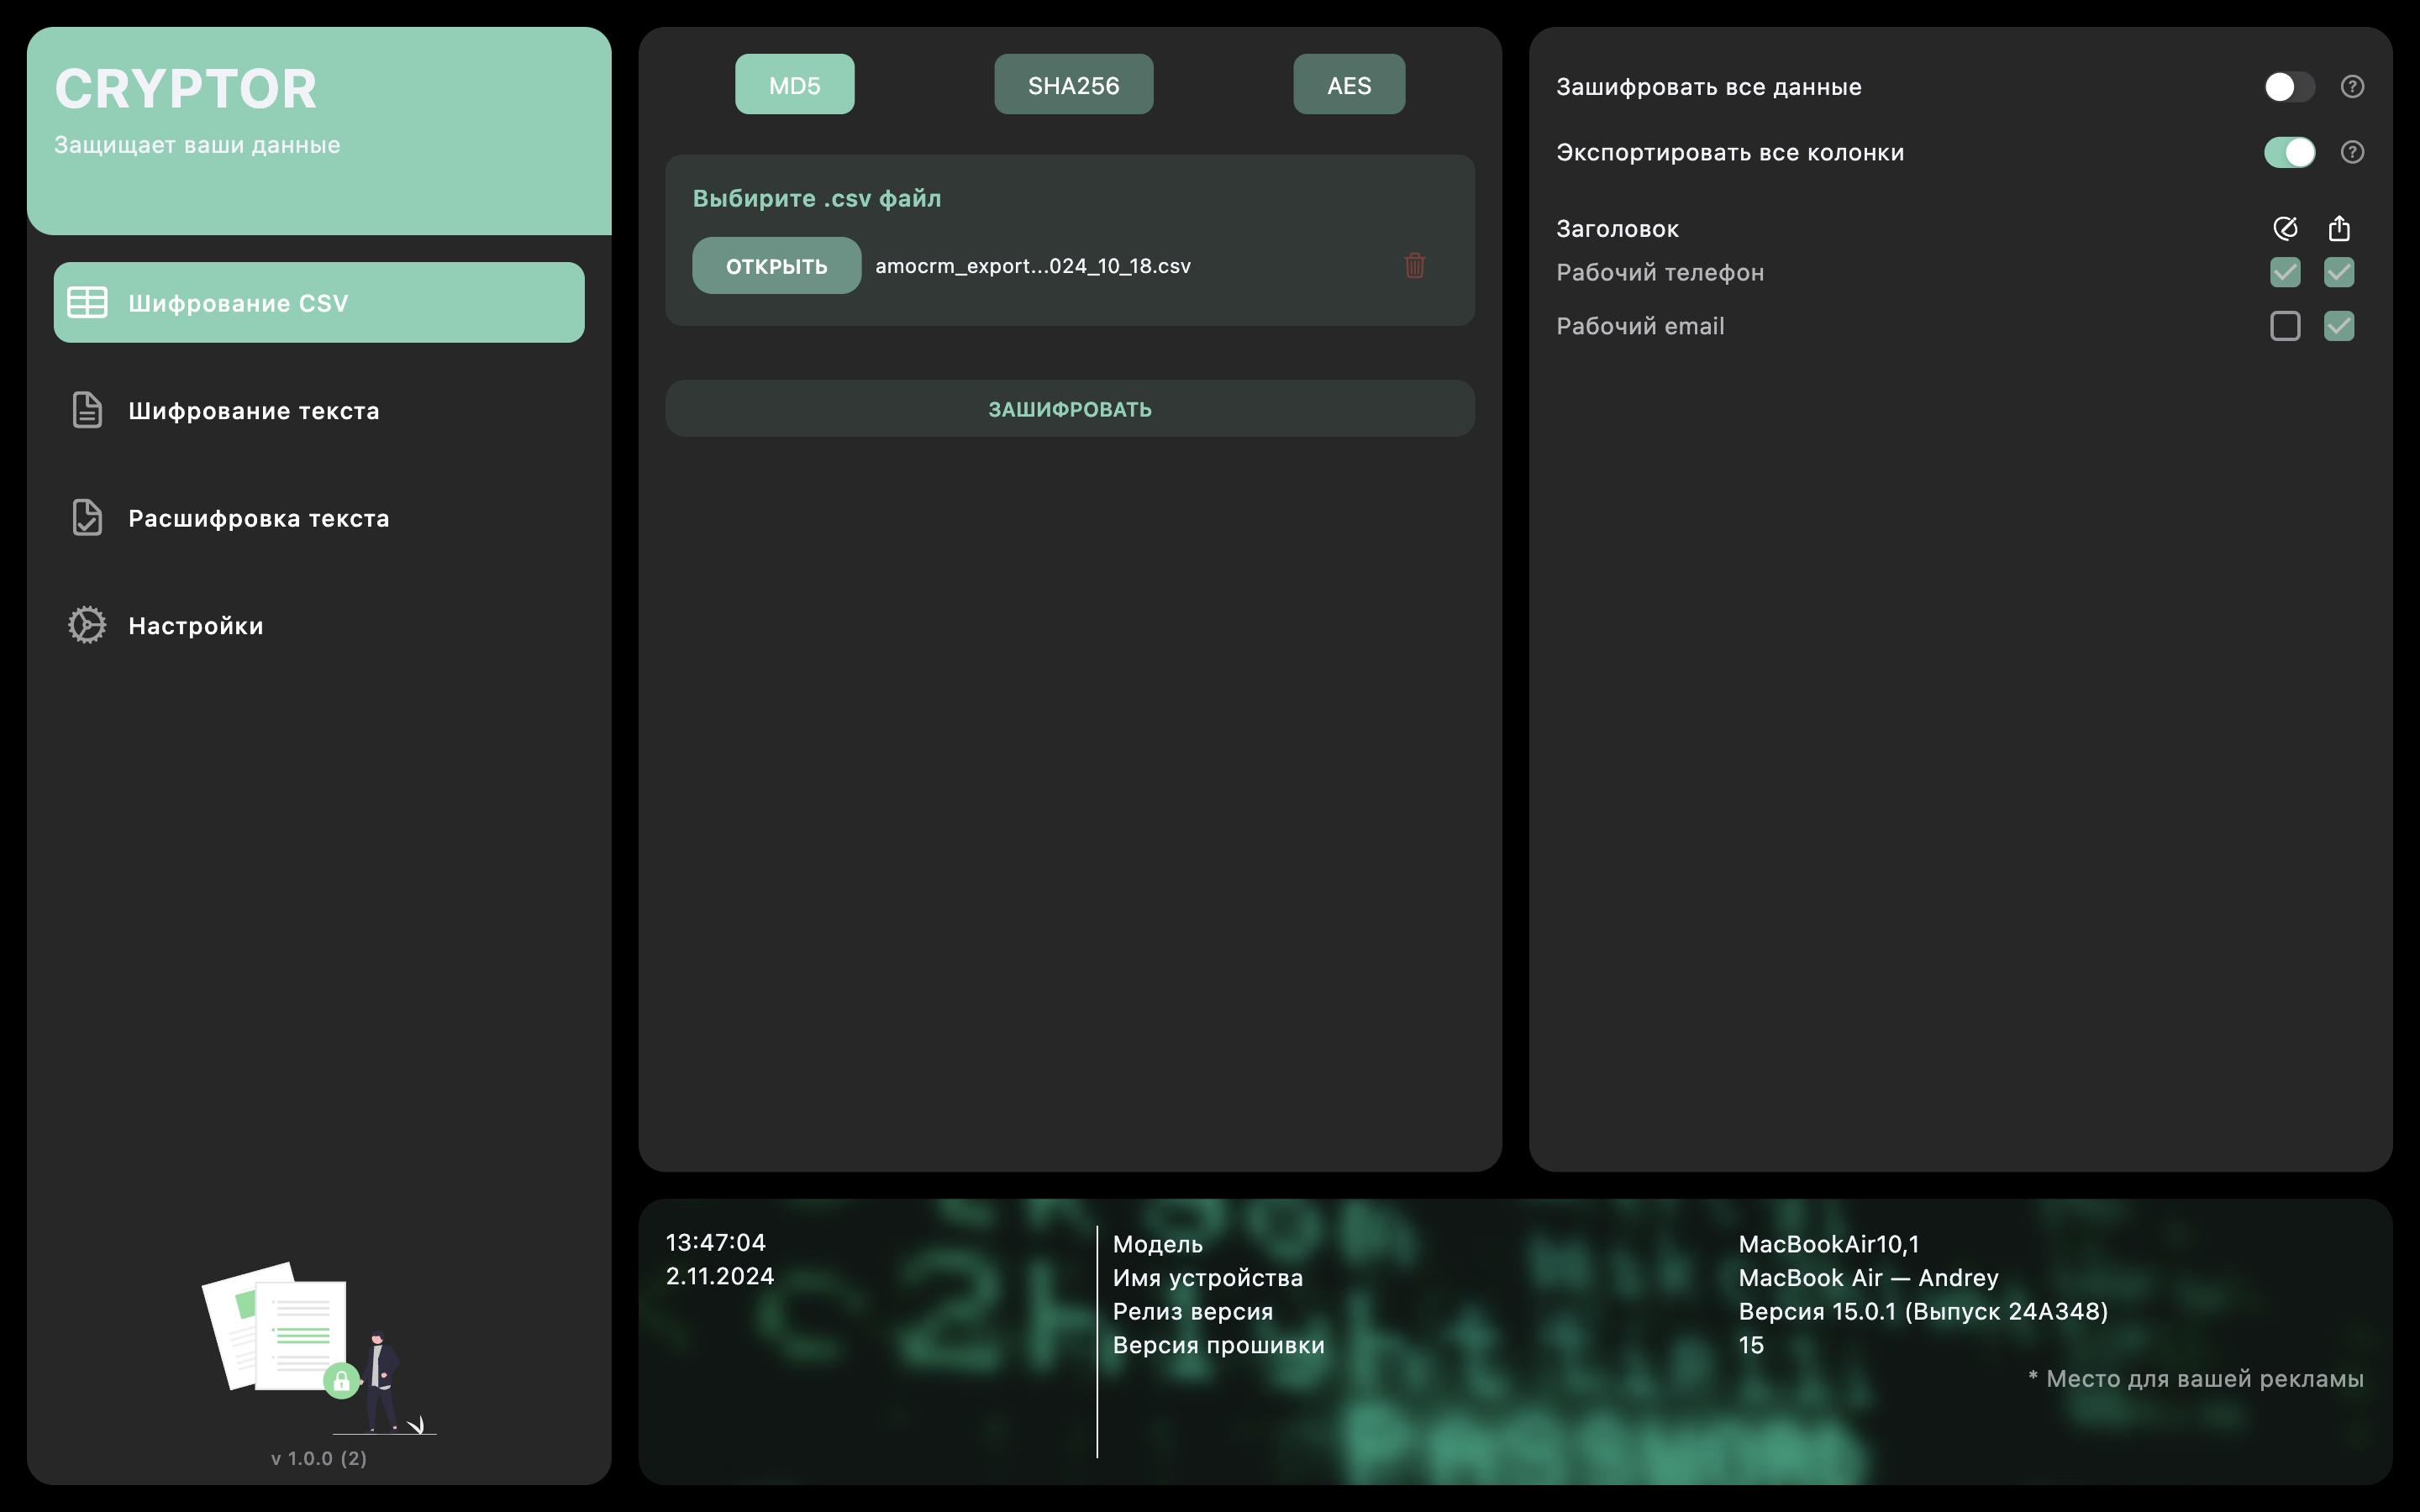 CRYPTOR
Защищает ваши данные
Шифрование CSV
Шифрование текста
Расшифровка текста
Настройки
v 1.0.0 (2)
MD5 SHA256 AES
Выбирите .csv файл
ОТКРЫТЬ amocrm_export...024_10_18.csv
ЗАШИФРОВАТЬ
Зашифровать все данные
Экспортировать все колонки
Заголовок
Рабочий телефон
Рабочий email
13:47:04
2.11.2024
Модель MacBookAir10,1
Имя устройства MacBook Air — Andrey
Релиз версия Версия 15.0.1 (Выпуск 24A348)
Версия прошивки 15
* Место для вашей рекламы